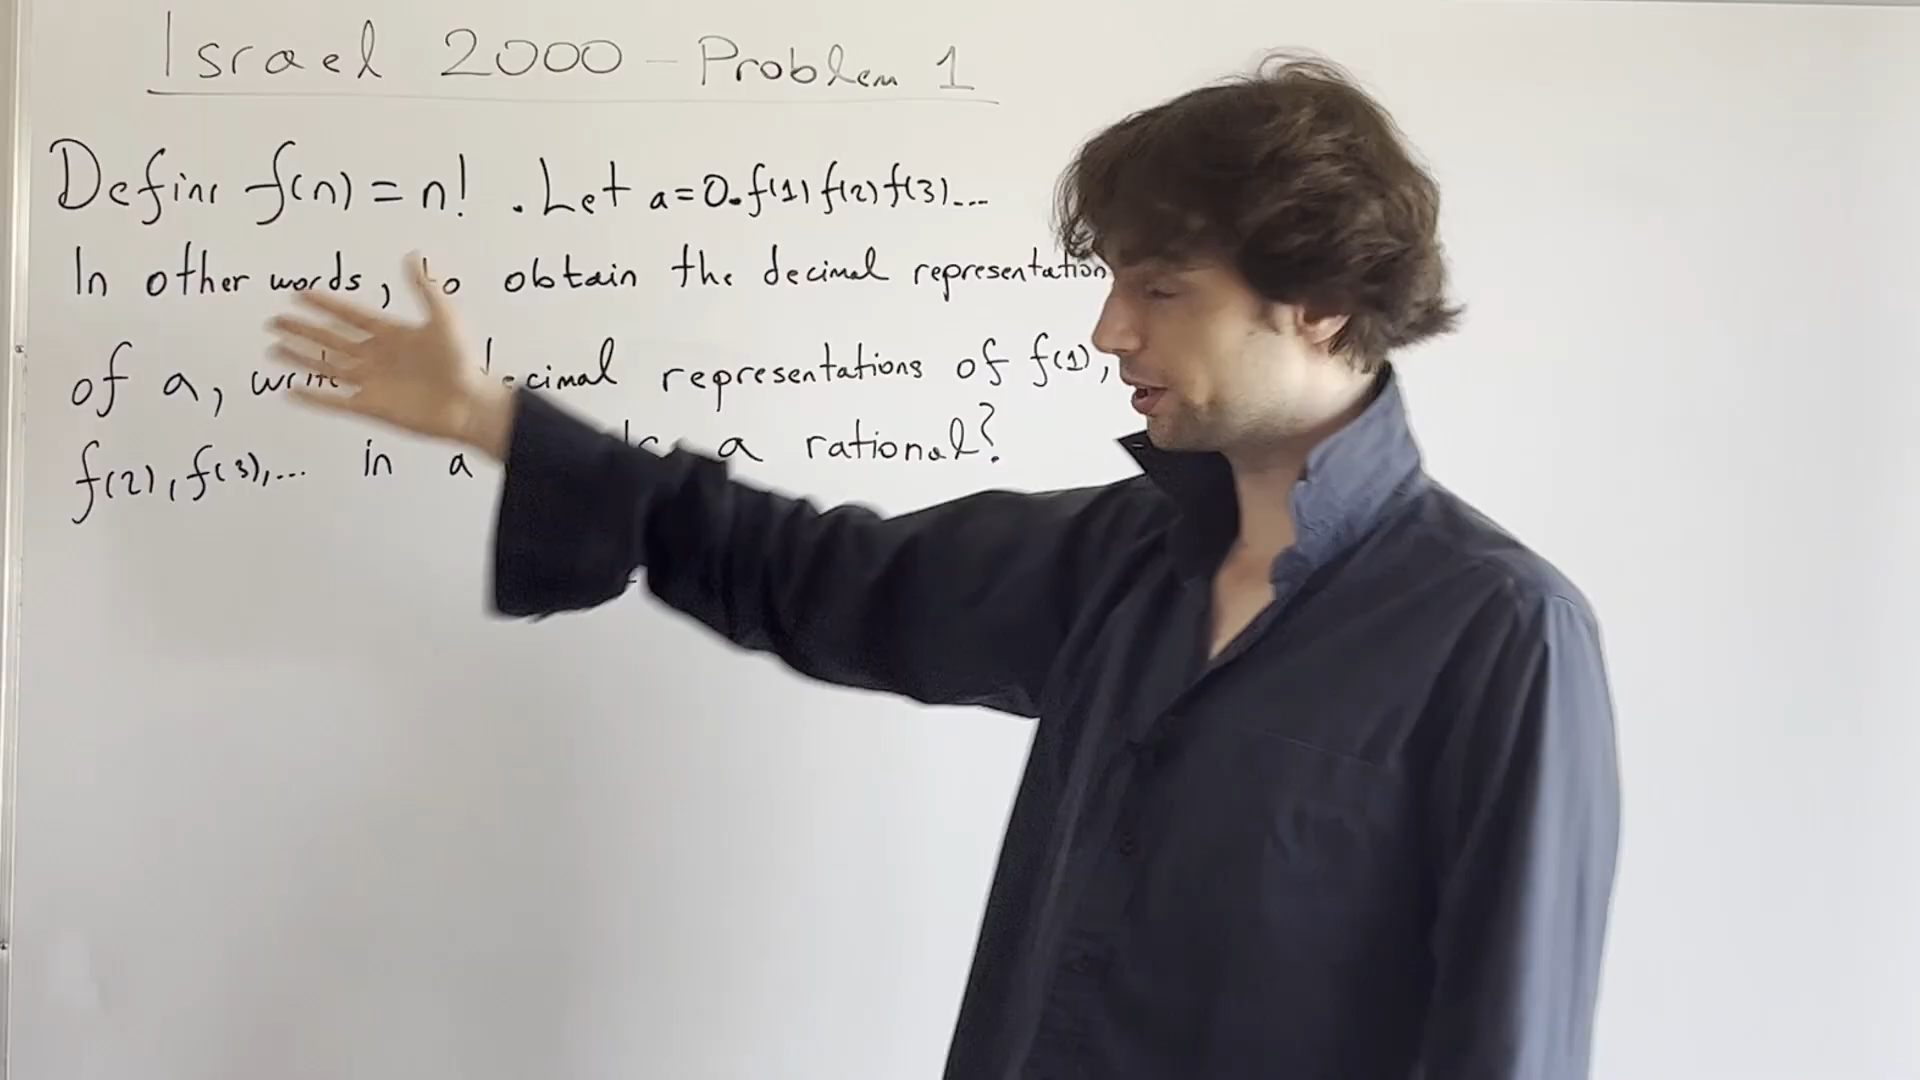 Israel 2000 - Problem 1
Define f(n) = n! . Let a=0.f(1)f(2)f(3)...
In other words, to obtain the decimal representation
of a, write decimal representations of f(1),
f(2), f(3),... in a a rational?